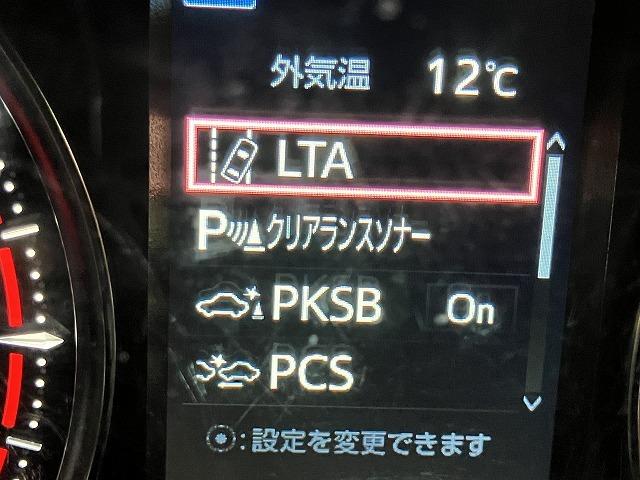 外気温 12℃
LTA
Pクリアランスソナー
PKSB On
PCS
:設定を変更できます